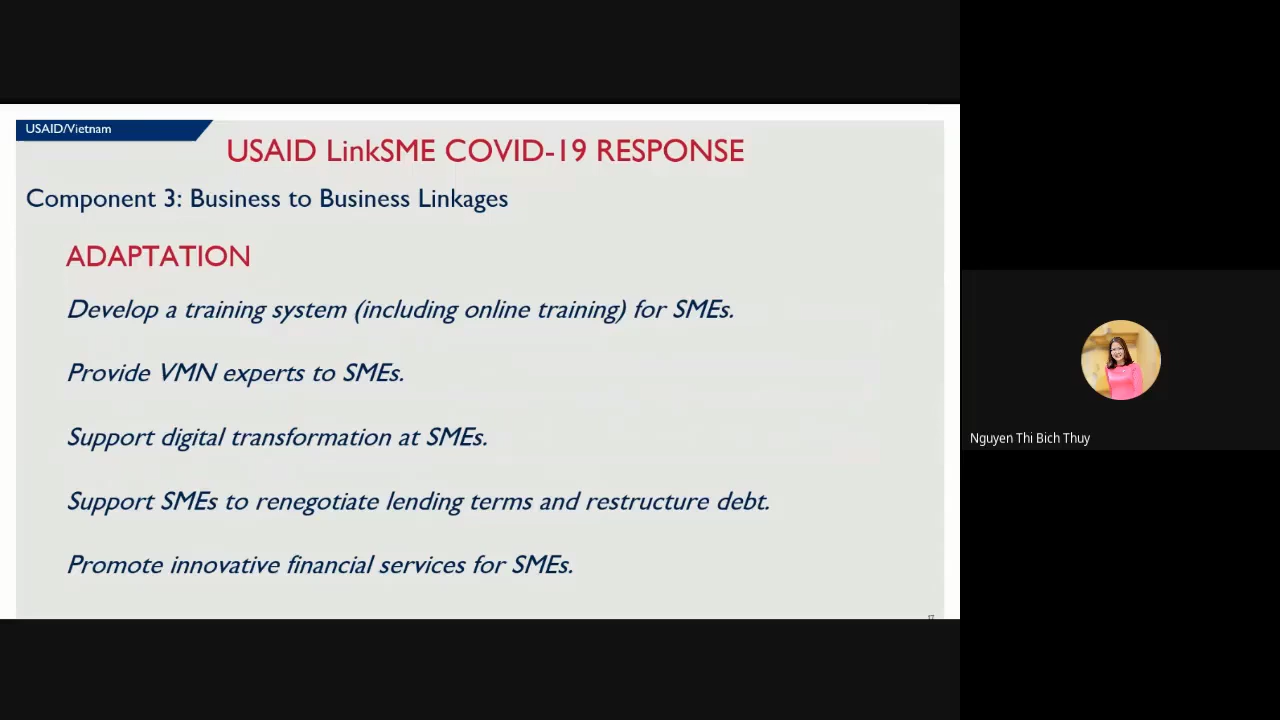 USAID/Vietnam
USAID LinkSME COVID-19 RESPONSE
Component 3: Business to Business Linkages
ADAPTATION
Develop a training system (including online training) for SMEs.
Provide VMN experts to SMEs.
Support digital transformation at SMEs.
Support SMEs to renegotiate lending terms and restructure debt.
Promote innovative financial services for SMEs.
17
Nguyen Thi Bich Thuy